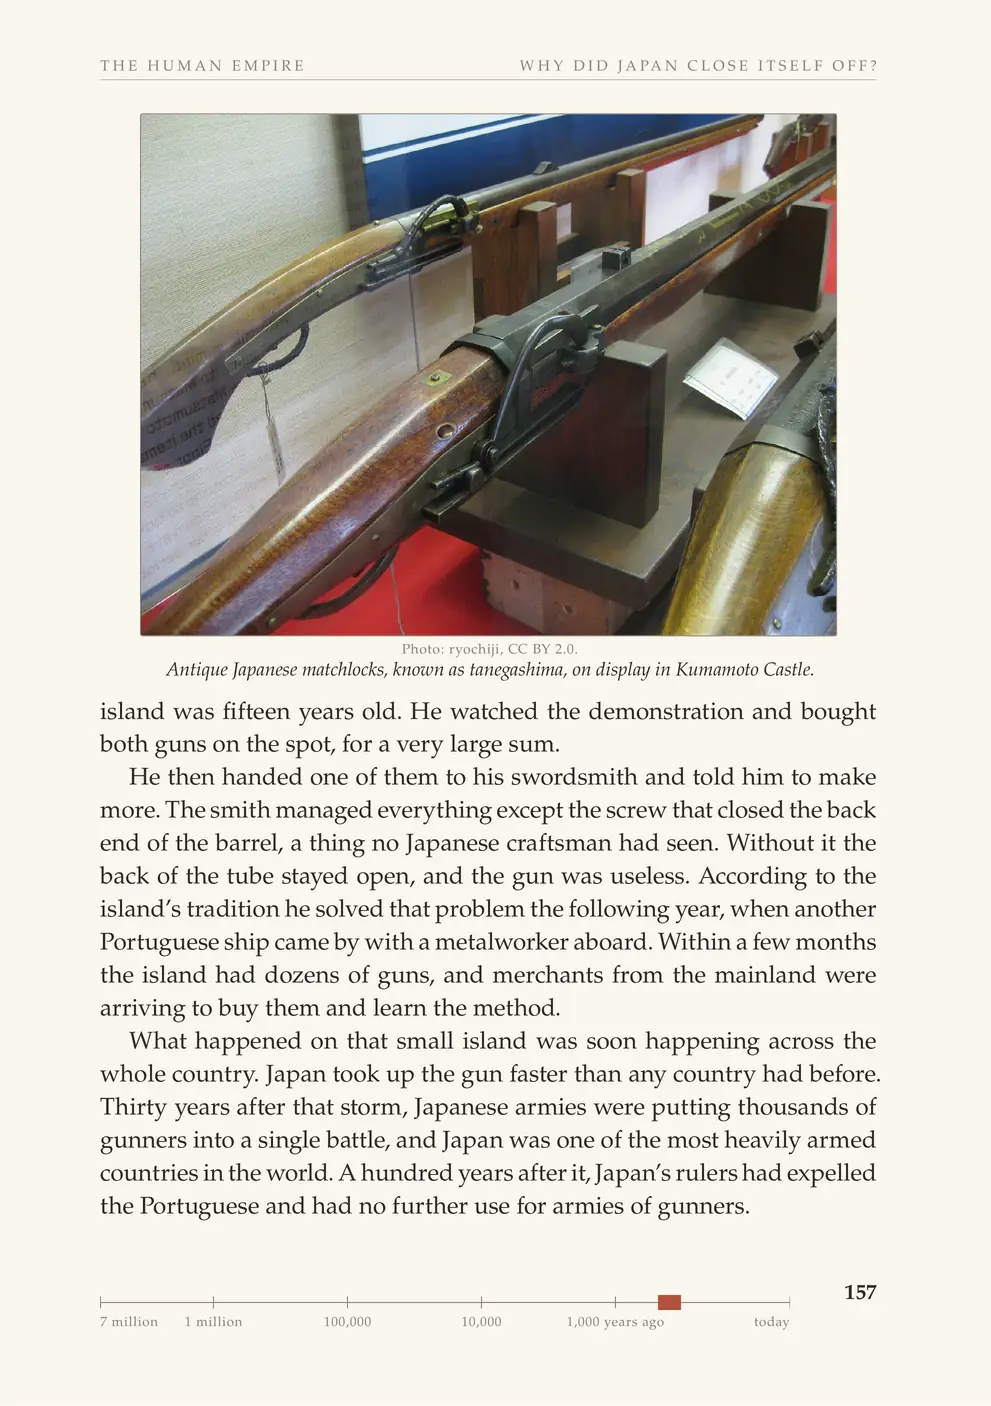 THE HUMAN EMPIRE
WHY DID JAPAN CLOSE ITSELF OFF?
Photo: ryochiji, CC BY 2.0.
Antique Japanese matchlocks, known as tanegashima, on display in Kumamoto Castle.
island was fifteen years old. He watched the demonstration and bought
both guns on the spot, for a very large sum.
He then handed one of them to his swordsmith and told him to make
more. The smith managed everything except the screw that closed the back
end of the barrel, a thing no Japanese craftsman had seen. Without it the
back of the tube stayed open, and the gun was useless. According to the
island’s tradition he solved that problem the following year, when another
Portuguese ship came by with a metalworker aboard. Within a few months
the island had dozens of guns, and merchants from the mainland were
arriving to buy them and learn the method.
What happened on that small island was soon happening across the
whole country. Japan took up the gun faster than any country had before.
Thirty years after that storm, Japanese armies were putting thousands of
gunners into a single battle, and Japan was one of the most heavily armed
countries in the world. A hundred years after it, Japan’s rulers had expelled
the Portuguese and had no further use for armies of gunners.
157
7 million 1 million 100,000 10,000 1,000 years ago today